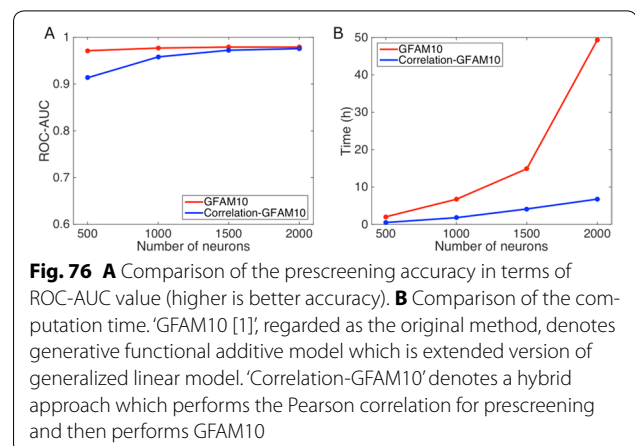 A
1
0.9
0.8
0.7
0.6
ROC-AUC
GFAM10
Correlation-GFAM10
500 1000 1500 2000
Number of neurons
B
GFAM10
Correlation-GFAM10
50
40
30
20
10
0
Time (h)
500 1000 1500 2000
Number of neurons
Fig. 76 A Comparison of the prescreening accuracy in terms of
ROC-AUC value (higher is better accuracy). B Comparison of the com-
putation time. ‘GFAM10 [1]’, regarded as the original method, denotes
generative functional additive model which is extended version of
generalized linear model. ‘Correlation-GFAM10’ denotes a hybrid
approach which performs the Pearson correlation for prescreening
and then performs GFAM10